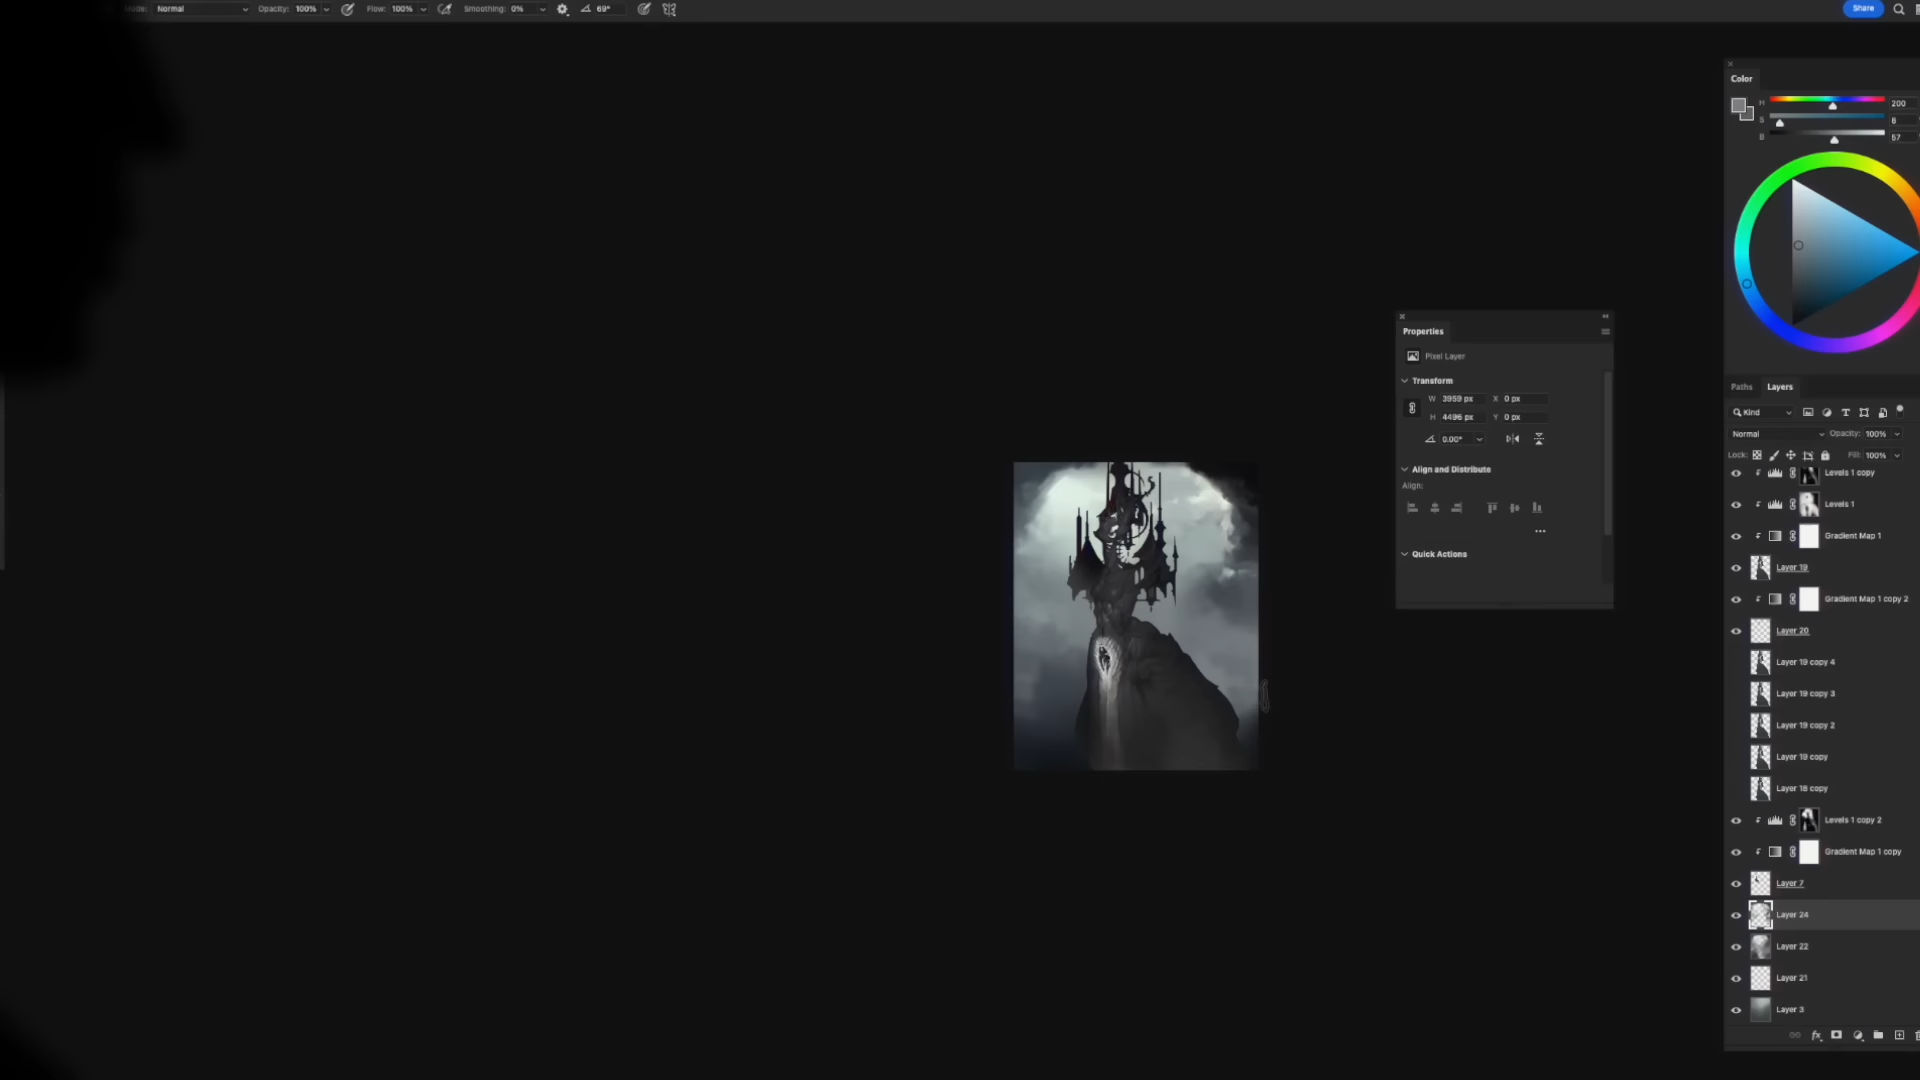 Mode: Normal Opacity: 100% Flow: 100% Smoothing: 0% 69°
Share
Color
H 200
S 6
B 57
Properties
Pixel Layer
Transform
W 3959 px X 0 px
H 4496 px Y 0 px
0.00°
Align and Distribute
Align:
Quick Actions
Paths Layers
Kind
Normal Opacity: 100%
Lock: Fill: 100%
Levels 1 copy
Levels 1
Gradient Map 1
Layer 19
Gradient Map 1 copy 2
Layer 20
Layer 19 copy 4
Layer 19 copy 3
Layer 19 copy 2
Layer 19 copy
Layer 18 copy
Levels 1 copy 2
Gradient Map 1 copy
Layer 7
Layer 24
Layer 22
Layer 21
Layer 3
fx